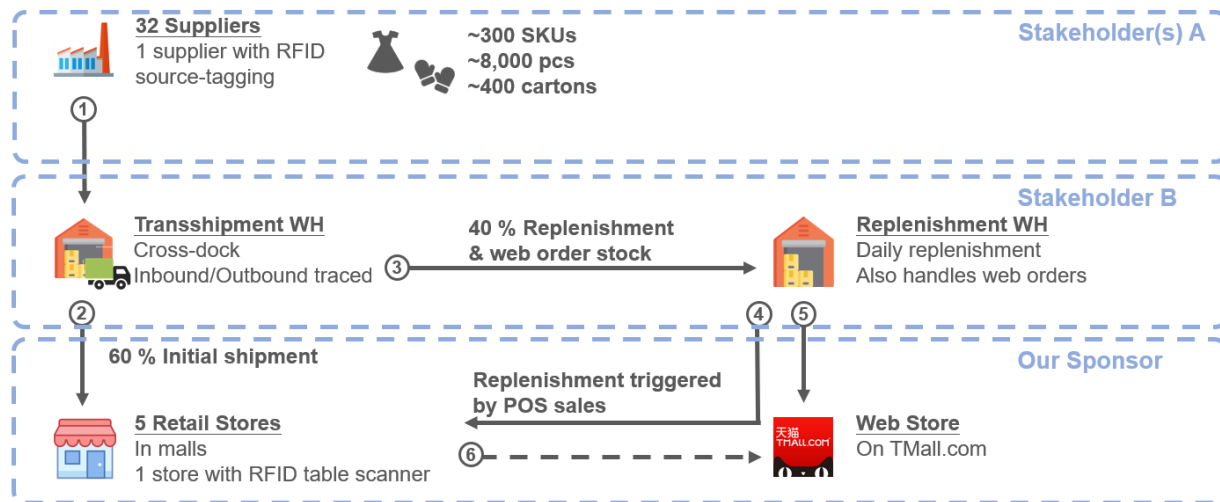 32 Suppliers
1 supplier with RFID
source-tagging
~300 SKUs
~8,000 pcs
~400 cartons
Stakeholder(s) A
1
Stakeholder B
Transshipment WH
Cross-dock
Inbound/Outbound traced
3
40 % Replenishment
& web order stock
Replenishment WH
Daily replenishment
Also handles web orders
2
4
5
60 % Initial shipment
Our Sponsor
Replenishment triggered
by POS sales
5 Retail Stores
In malls
1 store with RFID table scanner
6
天猫
TMALL.COM
Web Store
On TMall.com